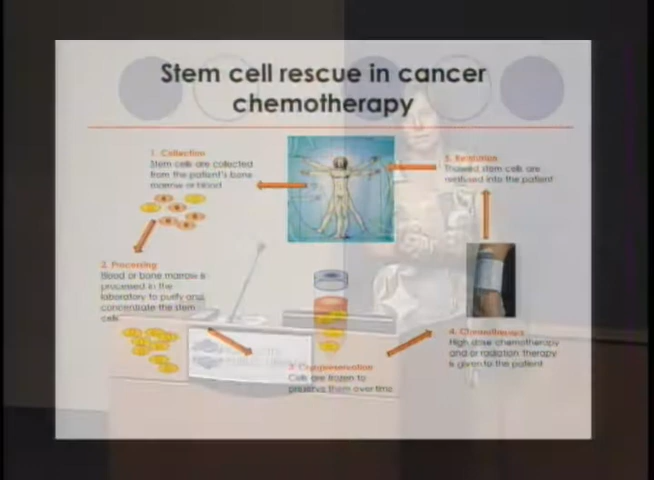 Stem cell rescue in cancer
chemotherapy
1. Collection
Stem cells are collected
from the patient's bone
marrow or blood
5. Reinfusion
Thawed stem cells are
reinfused into the patient
2. Processing
Blood or bone marrow is
processed in the
laboratory to purify and
concentrate the stem
cells
3. Cryopreservation
Cells are frozen to
preserve them over time
4. Chemotherapy
High dose chemotherapy
and or radiation therapy
is given to the patient